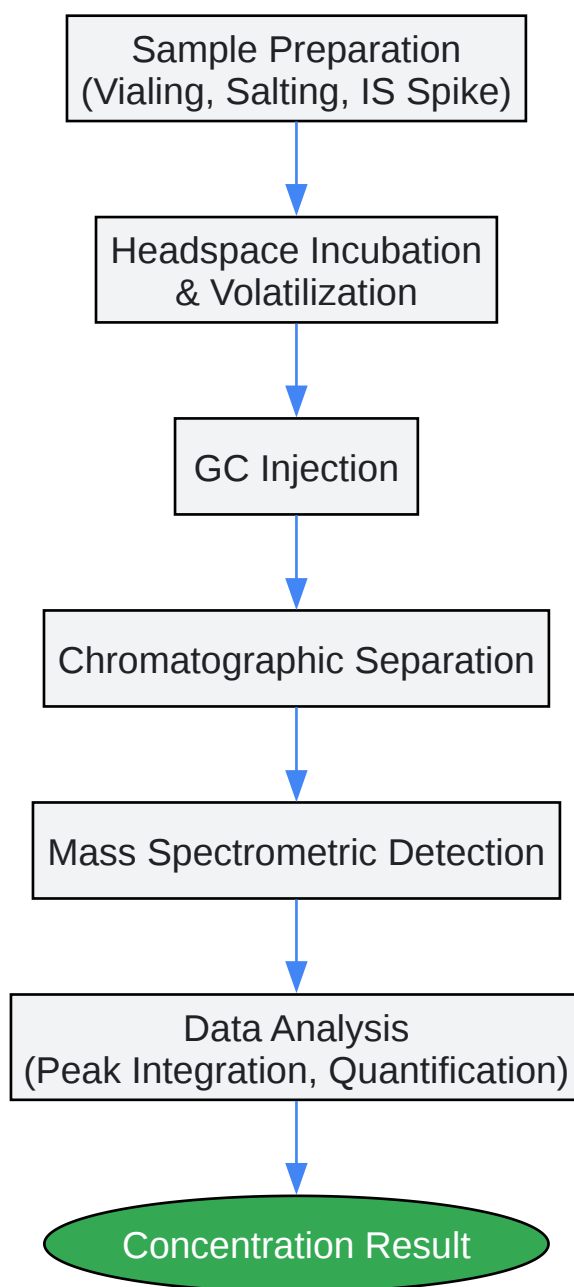 Sample Preparation
(Vialing, Salting, IS Spike)
Headspace Incubation
& Volatilization
GC Injection
Chromatographic Separation
Mass Spectrometric Detection
Data Analysis
(Peak Integration, Quantification)
Concentration Result